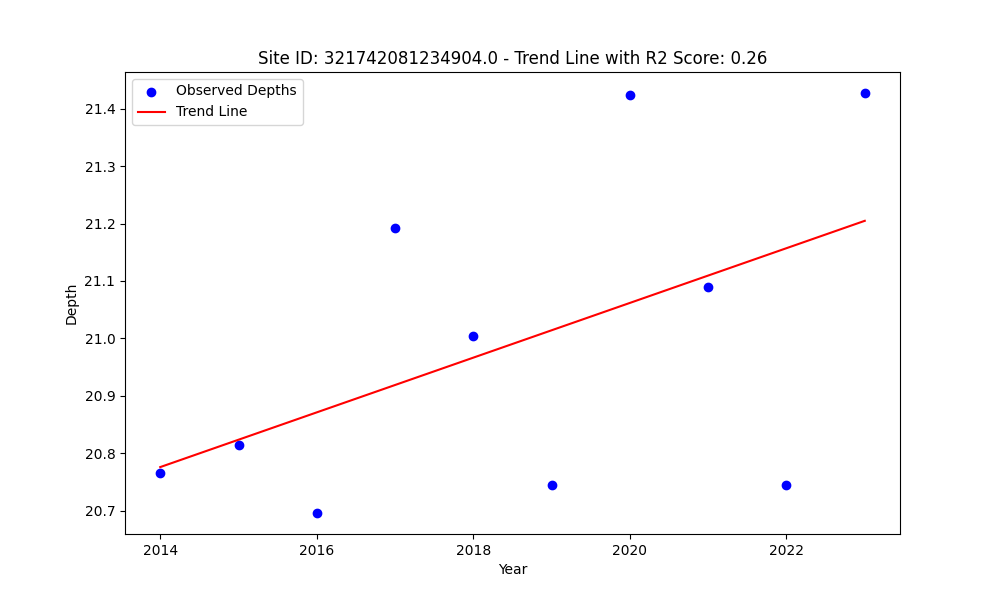 Site ID: 321742081234904.0 - Trend Line with R2 Score: 0.26
Observed Depths
Trend Line
21.4
21.3
21.2
21.1
21.0
20.9
20.8
20.7
Depth
2014
2016
2018
2020
2022
Year